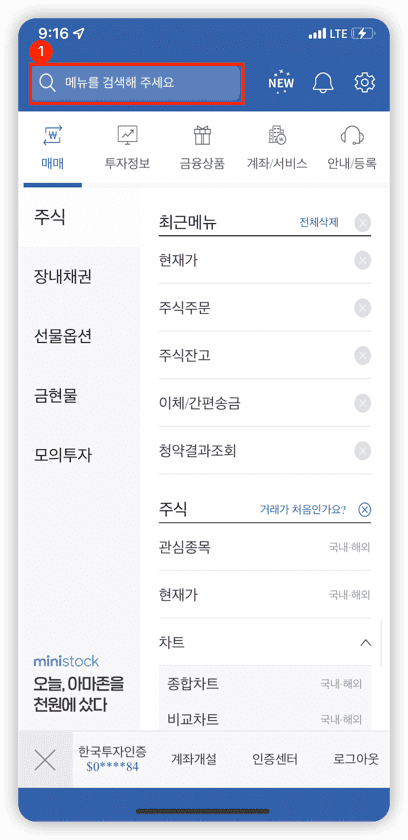 9:16
LTE
1
메뉴를 검색해 주세요
NEW
매매
투자정보
금융상품
계좌/서비스
안내/등록
주식
장내채권
선물옵션
금현물
모의투자
최근메뉴
전체삭제
현재가
주식주문
주식잔고
이체/간편송금
청약결과조회
주식
거래가 처음인가요?
관심종목
국내·해외
현재가
국내·해외
차트
종합차트
국내·해외
비교차트
국내·해외
ministock
오늘, 아마존을
천원에 샀다
한국투자인증
$0****84
계좌개설
인증센터
로그아웃